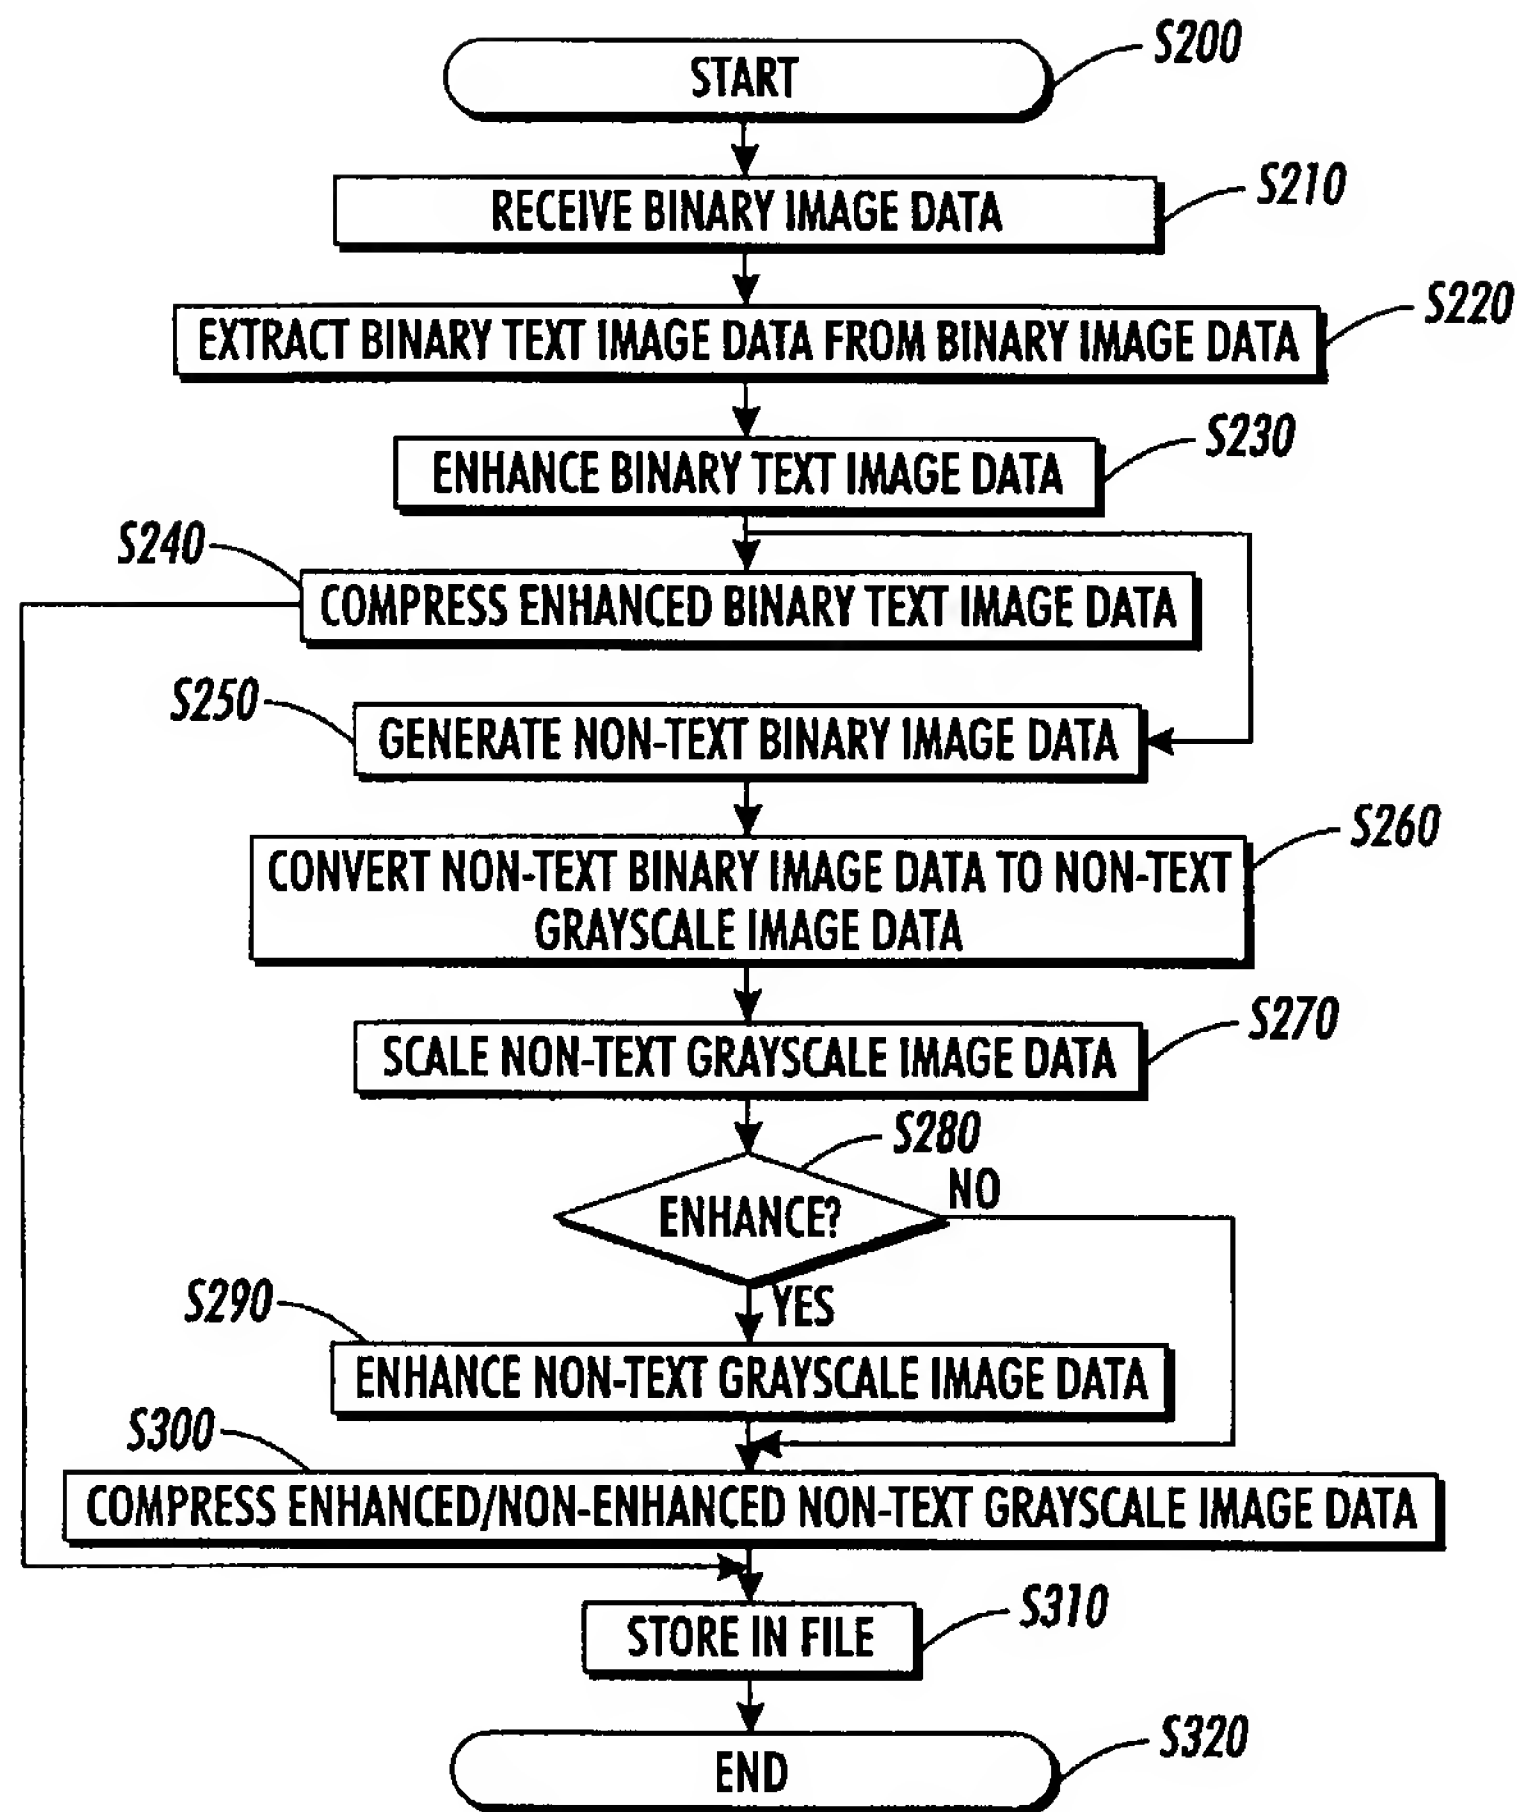 START
S200
RECEIVE BINARY IMAGE DATA
S210
EXTRACT BINARY TEXT IMAGE DATA FROM BINARY IMAGE DATA
S220
ENHANCE BINARY TEXT IMAGE DATA
S230
S240
COMPRESS ENHANCED BINARY TEXT IMAGE DATA
S250
GENERATE NON-TEXT BINARY IMAGE DATA
S260
CONVERT NON-TEXT BINARY IMAGE DATA TO NON-TEXT
GRAYSCALE IMAGE DATA
S270
SCALE NON-TEXT GRAYSCALE IMAGE DATA
S280
ENHANCE?
NO
YES
S290
ENHANCE NON-TEXT GRAYSCALE IMAGE DATA
S300
COMPRESS ENHANCED/NON-ENHANCED NON-TEXT GRAYSCALE IMAGE DATA
STORE IN FILE
S310
END
S320